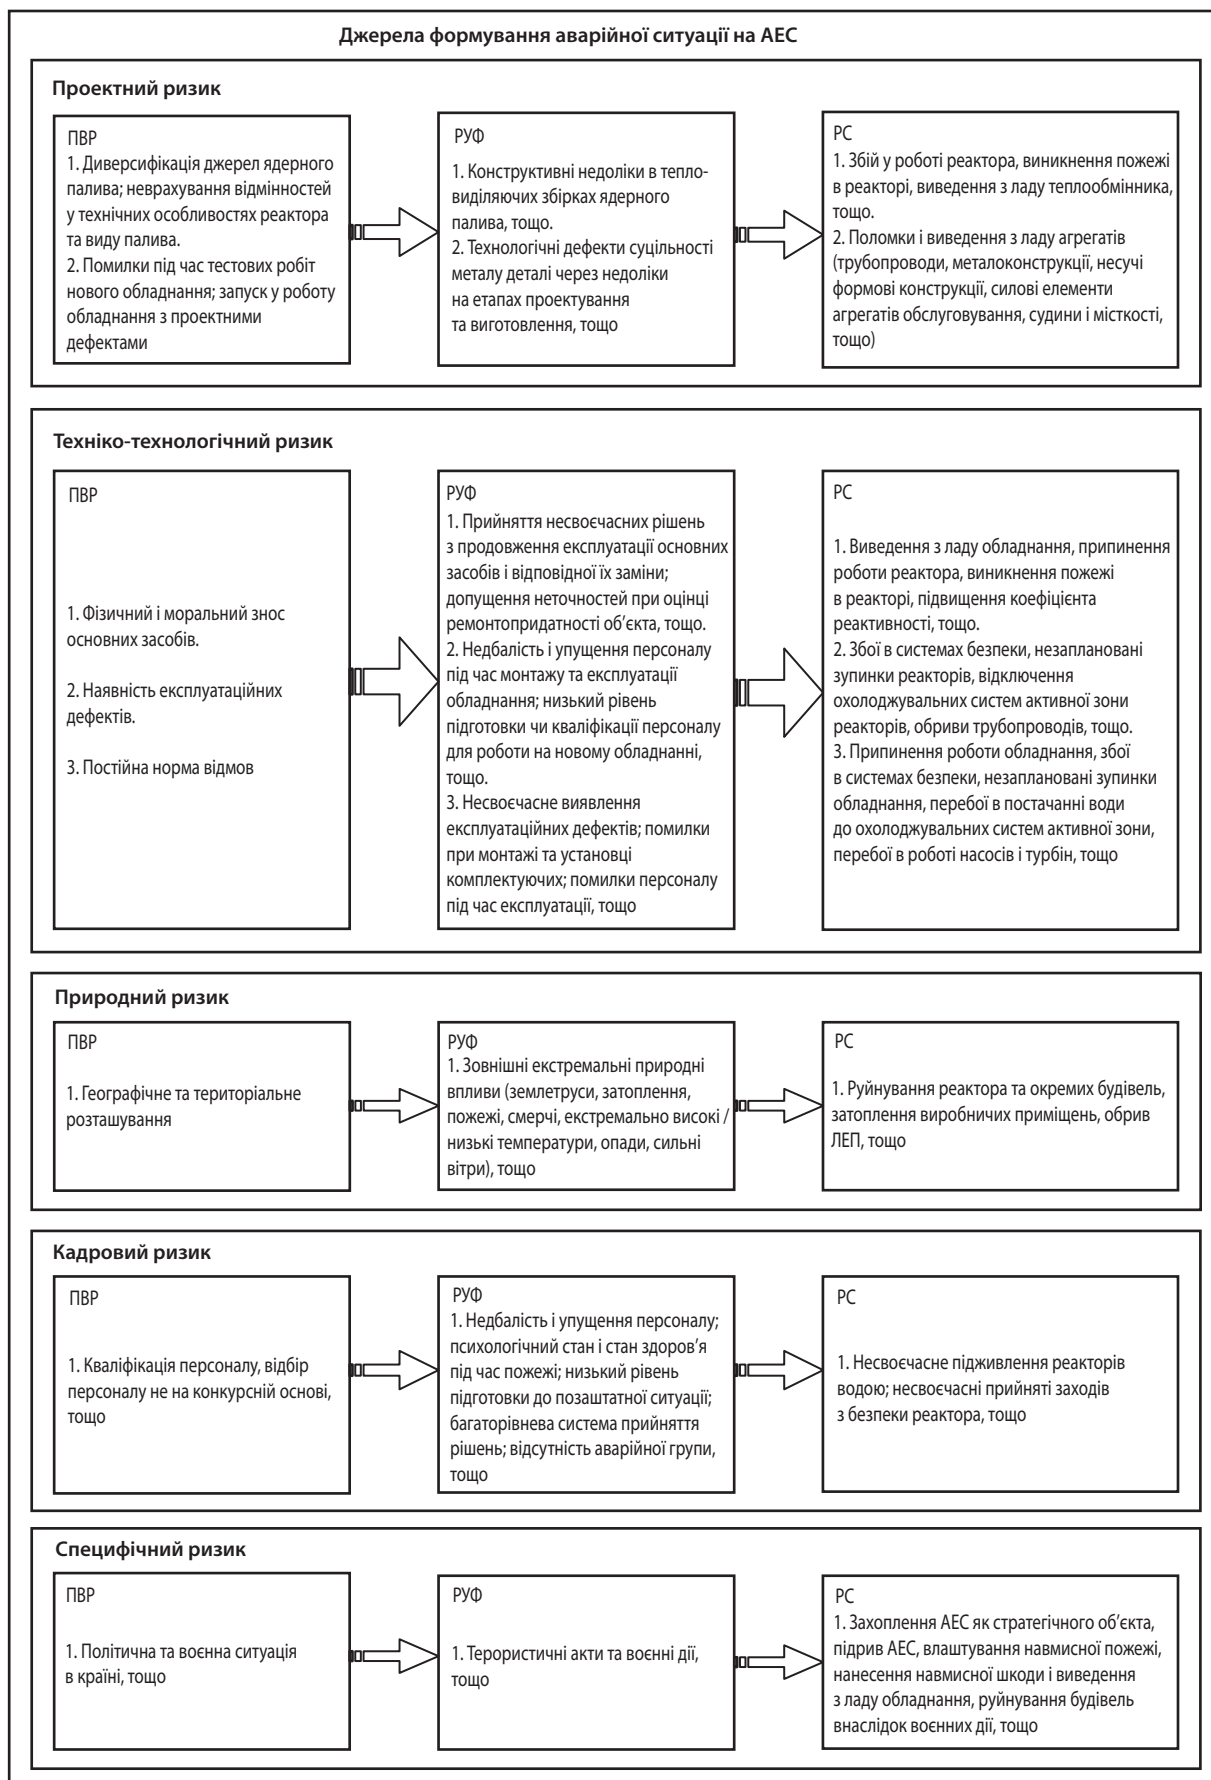 Джерела формування аварійної ситуації на АЕС
Проектний ризик
ПВР
1. Диверсифікація джерел ядерного
палива; неврахування відмінностей
у технічних особливостях реактора
та виду палива.
2. Помилки під час тестових робіт
нового обладнання; запуск у роботу
обладнання з проектними
дефектами
РУФ
1. Конструктивні недоліки в тепло-
виділяючих збірках ядерного
палива, тощо.
2. Технологічні дефекти суцільності
металу деталі через недоліки
на етапах проектування
та виготовлення, тощо
РС
1. Збій у роботі реактора, виникнення пожежі
в реакторі, виведення з ладу теплообмінника,
тощо.
2. Поломки і виведення з ладу агрегатів
(трубопроводи, металоконструкції, несучі
формові конструкції, силові елементи
агрегатів обслуговування, судини і місткості,
тощо)
Техніко-технологічний ризик
ПВР
1. Фізичний і моральний знос
основних засобів.
2. Наявність експлуатаційних
дефектів.
3. Постійна норма відмов
РУФ
1. Прийняття несвоєчасних рішень
з продовження експлуатації основних
засобів і відповідної їх заміни;
допущення неточностей при оцінці
ремонтопридатності об’єкта, тощо.
2. Недбалість і упущення персоналу
під час монтажу та експлуатації
обладнання; низький рівень
підготовки чи кваліфікації персоналу
для роботи на новому обладнанні,
тощо.
3. Несвоєчасне виявлення
експлуатаційних дефектів; помилки
при монтажі та установці
комплектуючих; помилки персоналу
під час експлуатації, тощо
РС
1. Виведення з ладу обладнання, припинення
роботи реактора, виникнення пожежі
в реакторі, підвищення коефіцієнта
реактивності, тощо.
2. Збої в системах безпеки, незаплановані
зупинки реакторів, відключення
охолоджувальних систем активної зони
реакторів, обриви трубопроводів, тощо.
3. Припинення роботи обладнання, збої
в системах безпеки, незаплановані зупинки
обладнання, перебої в постачанні води
до охолоджувальних систем активної зони,
перебої в роботі насосів і турбін, тощо
Природний ризик
ПВР
1. Географічне та територіальне
розташування
РУФ
1. Зовнішні екстремальні природні
впливи (землетруси, затоплення,
пожежі, смерчі, екстремально високі /
низькі температури, опади, сильні
вітри), тощо
РС
1. Руйнування реактора та окремих будівель,
затоплення виробничих приміщень, обрив
ЛЕП, тощо
Кадровий ризик
ПВР
1. Кваліфікація персоналу, відбір
персоналу не на конкурсній основі,
тощо
РУФ
1. Недбалість і упущення персоналу;
психологічний стан і стан здоров’я
під час пожежі; низький рівень
підготовки до позаштатної ситуації;
багаторівнева система прийняття
рішень; відсутність аварійної групи,
тощо
РС
1. Несвоєчасне підживлення реакторів
водою; несвоєчасні прийняті заходів
з безпеки реактора, тощо
Специфічний ризик
ПВР
1. Політична та воєнна ситуація
в країні, тощо
РУФ
1. Терористичні акти та воєнні дії,
тощо
РС
1. Захоплення АЕС як стратегічного об’єкта,
підрив АЕС, влаштування навмисної пожежі,
нанесення навмисної шкоди і виведення
з ладу обладнання, руйнування будівель
внаслідок воєнних дії, тощо